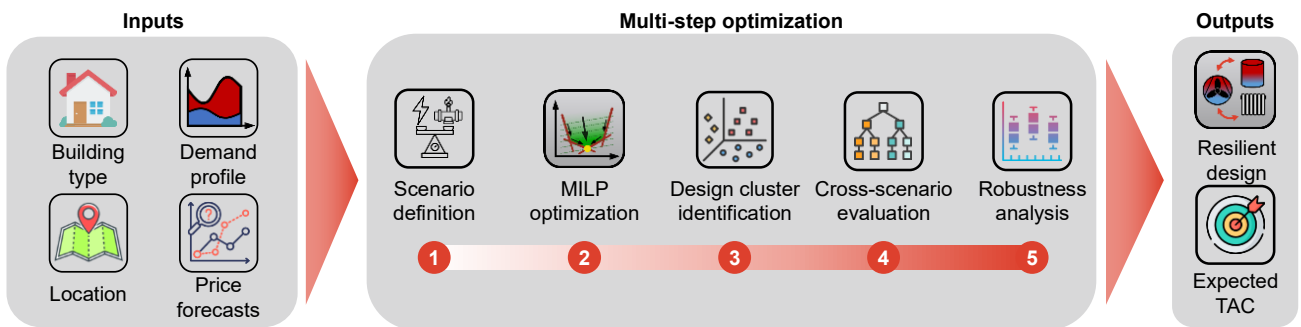 Inputs
Building
type
Demand
profile
Location
Price
forecasts
Multi-step optimization
Scenario
definition
MILP
optimization
Design cluster
identification
Cross-scenario
evaluation
Robustness
analysis
1
2
3
4
5
Outputs
Resilient
design
Expected
TAC